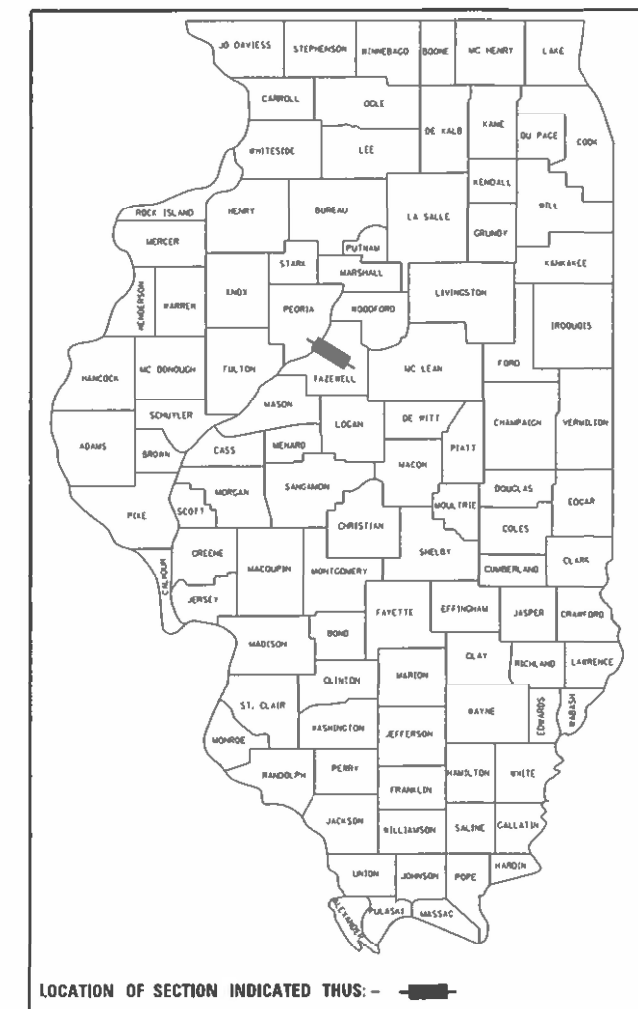 JO DAVIESS STEPHENSON WINNEBAGO BOONE MC HENRY LAKE
CARROLL OGLE DE KALB KANE DU PAGE COOK
WHITESIDE LEE
KENDALL
ROCK ISLAND HENRY BUREAU LA SALLE GRUNDY WILL
MERCER PUTNAM
STARK MARSHALL KANKAKEE
HENDERSON WARREN KNOX PEORIA WOODFORD LIVINGSTON
IROQUOIS
HANCOCK MC DONOUGH FULTON TAZEWELL MC LEAN FORD
SCHUYLER MASON LOGAN DE WITT CHAMPAIGN VERMILION
ADAMS BROWN CASS MENARD PIATT
MACON
PIKE SCOTT MORGAN SANGAMON MOULTRIE DOUGLAS EDGAR
CHRISTIAN COLES
GREENE MACOUPIN MONTGOMERY SHELBY CUMBERLAND CLARK
CALHOUN JERSEY
FAYETTE EFFINGHAM JASPER CRAWFORD
MADISON BOND
CLAY RICHLAND LAWRENCE
CLINTON MARION
ST. CLAIR WAYNE EDWARDS WABASH
WASHINGTON JEFFERSON
MONROE
RANDOLPH PERRY HAMILTON WHITE
FRANKLIN
JACKSON WILLIAMSON SALINE GALLATIN
UNION JOHNSON POPE HARDIN
ALEXANDER PULASKI MASSAC
LOCATION OF SECTION INDICATED THUS: -